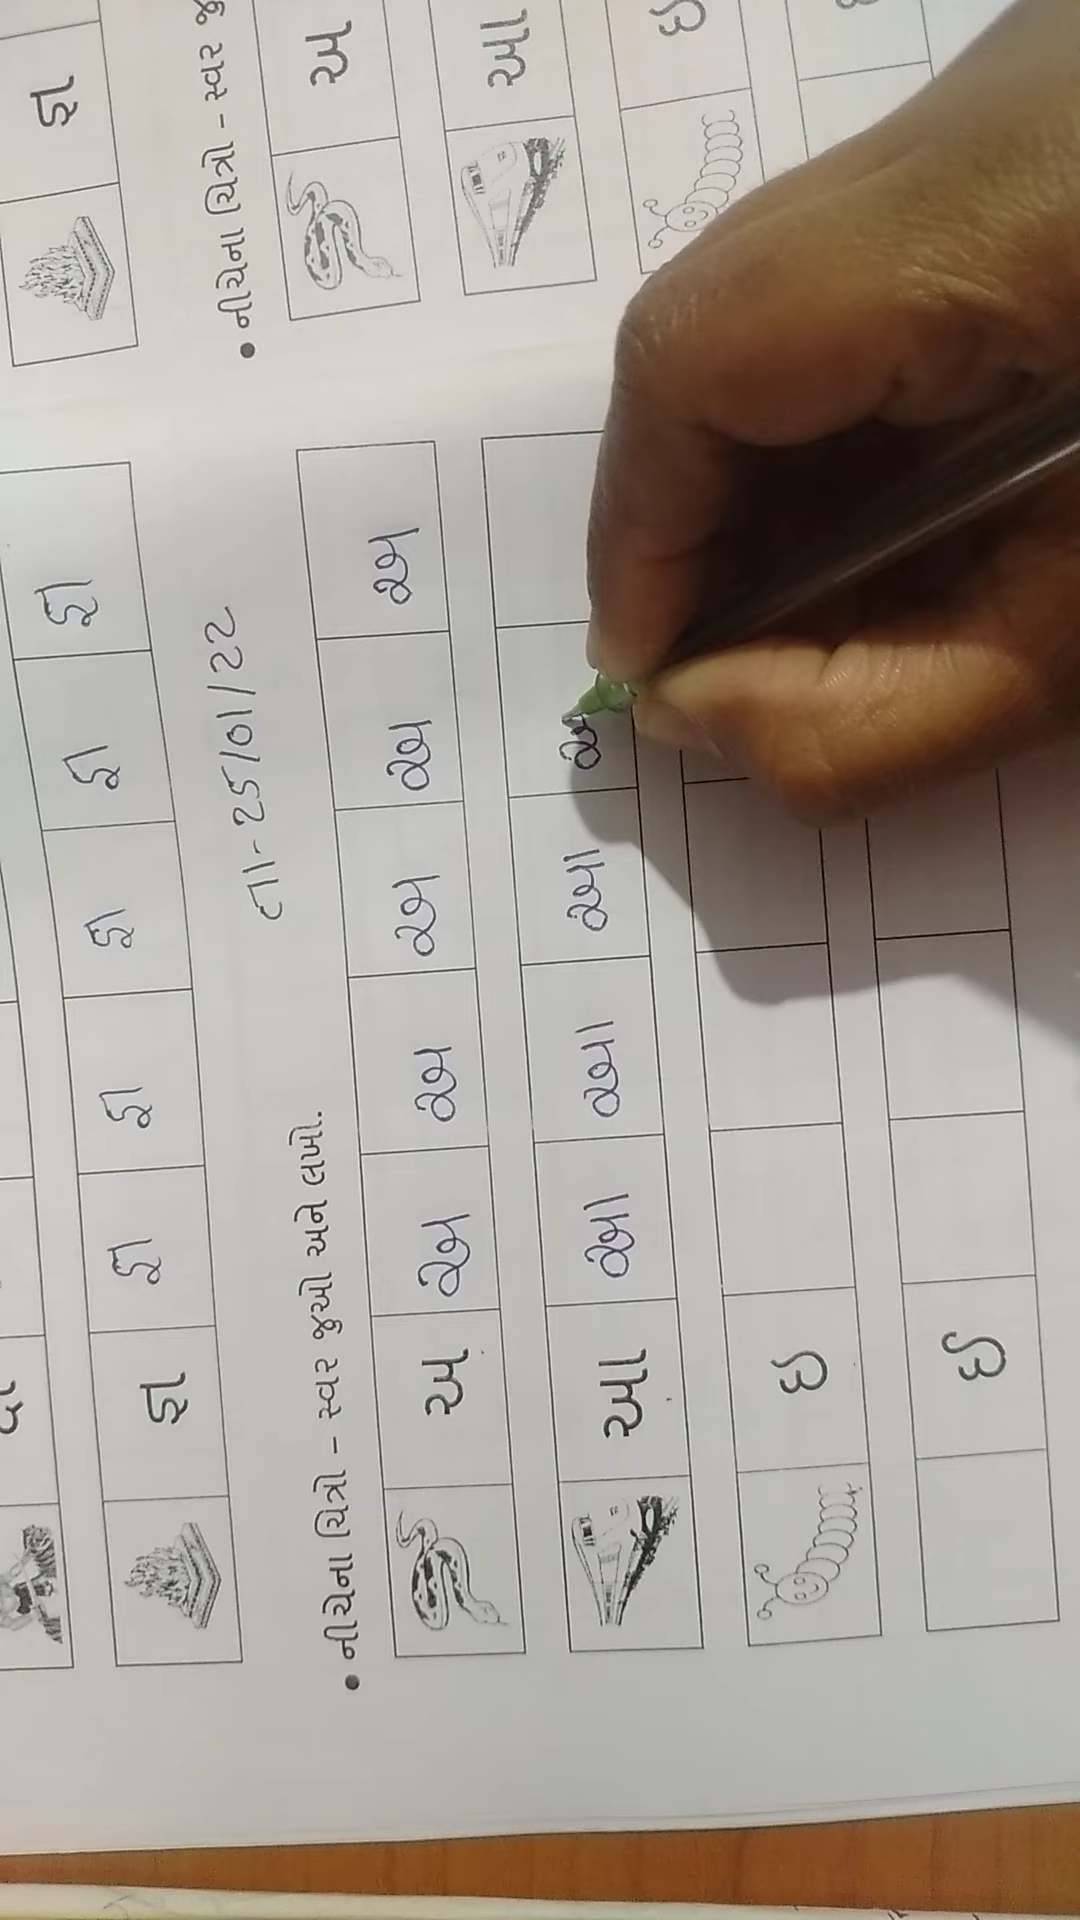 જ્ઞ જ્ઞ જ્ઞ જ્ઞ જ્ઞ જ્ઞ
તા-25/01/22
• નીચેના ચિત્રો - સ્વર જુઓ અને લખો.
અ અ અ અ અ અ
આ આ આ આ અ
ઇ
ઈ
જ્ઞ
• નીચેના ચિત્રો - સ્વર
અ
આ
ઇ